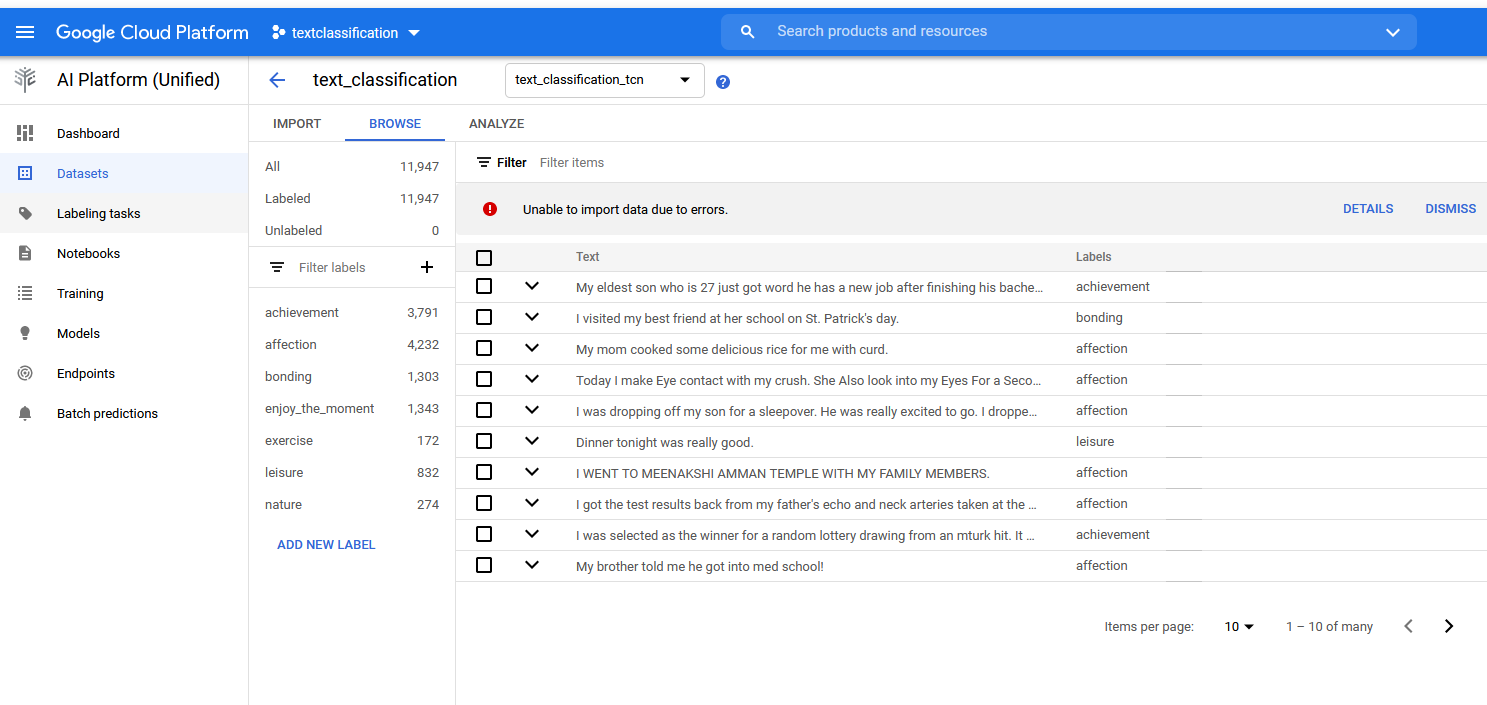 Google Cloud Platform textclassification Search products and resources
AI Platform (Unified) text_classification text_classification_tcn ?
Dashboard
Datasets
Labeling tasks
Notebooks
Training
Models
Endpoints
Batch predictions
IMPORT BROWSE ANALYZE
All 11,947
Labeled 11,947
Unlabeled 0
Filter labels
achievement 3,791
affection 4,232
bonding 1,303
enjoy_the_moment 1,343
exercise 172
leisure 832
nature 274
ADD NEW LABEL
Filter Filter items
Unable to import data due to errors. DETAILS DISMISS
Text Labels
My eldest son who is 27 just got word he has a new job after finishing his bache... achievement
I visited my best friend at her school on St. Patrick's day. bonding
My mom cooked some delicious rice for me with curd. affection
Today I make Eye contact with my crush. She Also look into my Eyes For a Seco... affection
I was dropping off my son for a sleepover. He was really excited to go. I droppe... affection
Dinner tonight was really good. leisure
I WENT TO MEENAKSHI AMMAN TEMPLE WITH MY FAMILY MEMBERS. affection
I got the test results back from my father's echo and neck arteries taken at the ... affection
I was selected as the winner for a random lottery drawing from an mturk hit. It ... achievement
My brother told me he got into med school! affection
Items per page: 10 1 – 10 of many